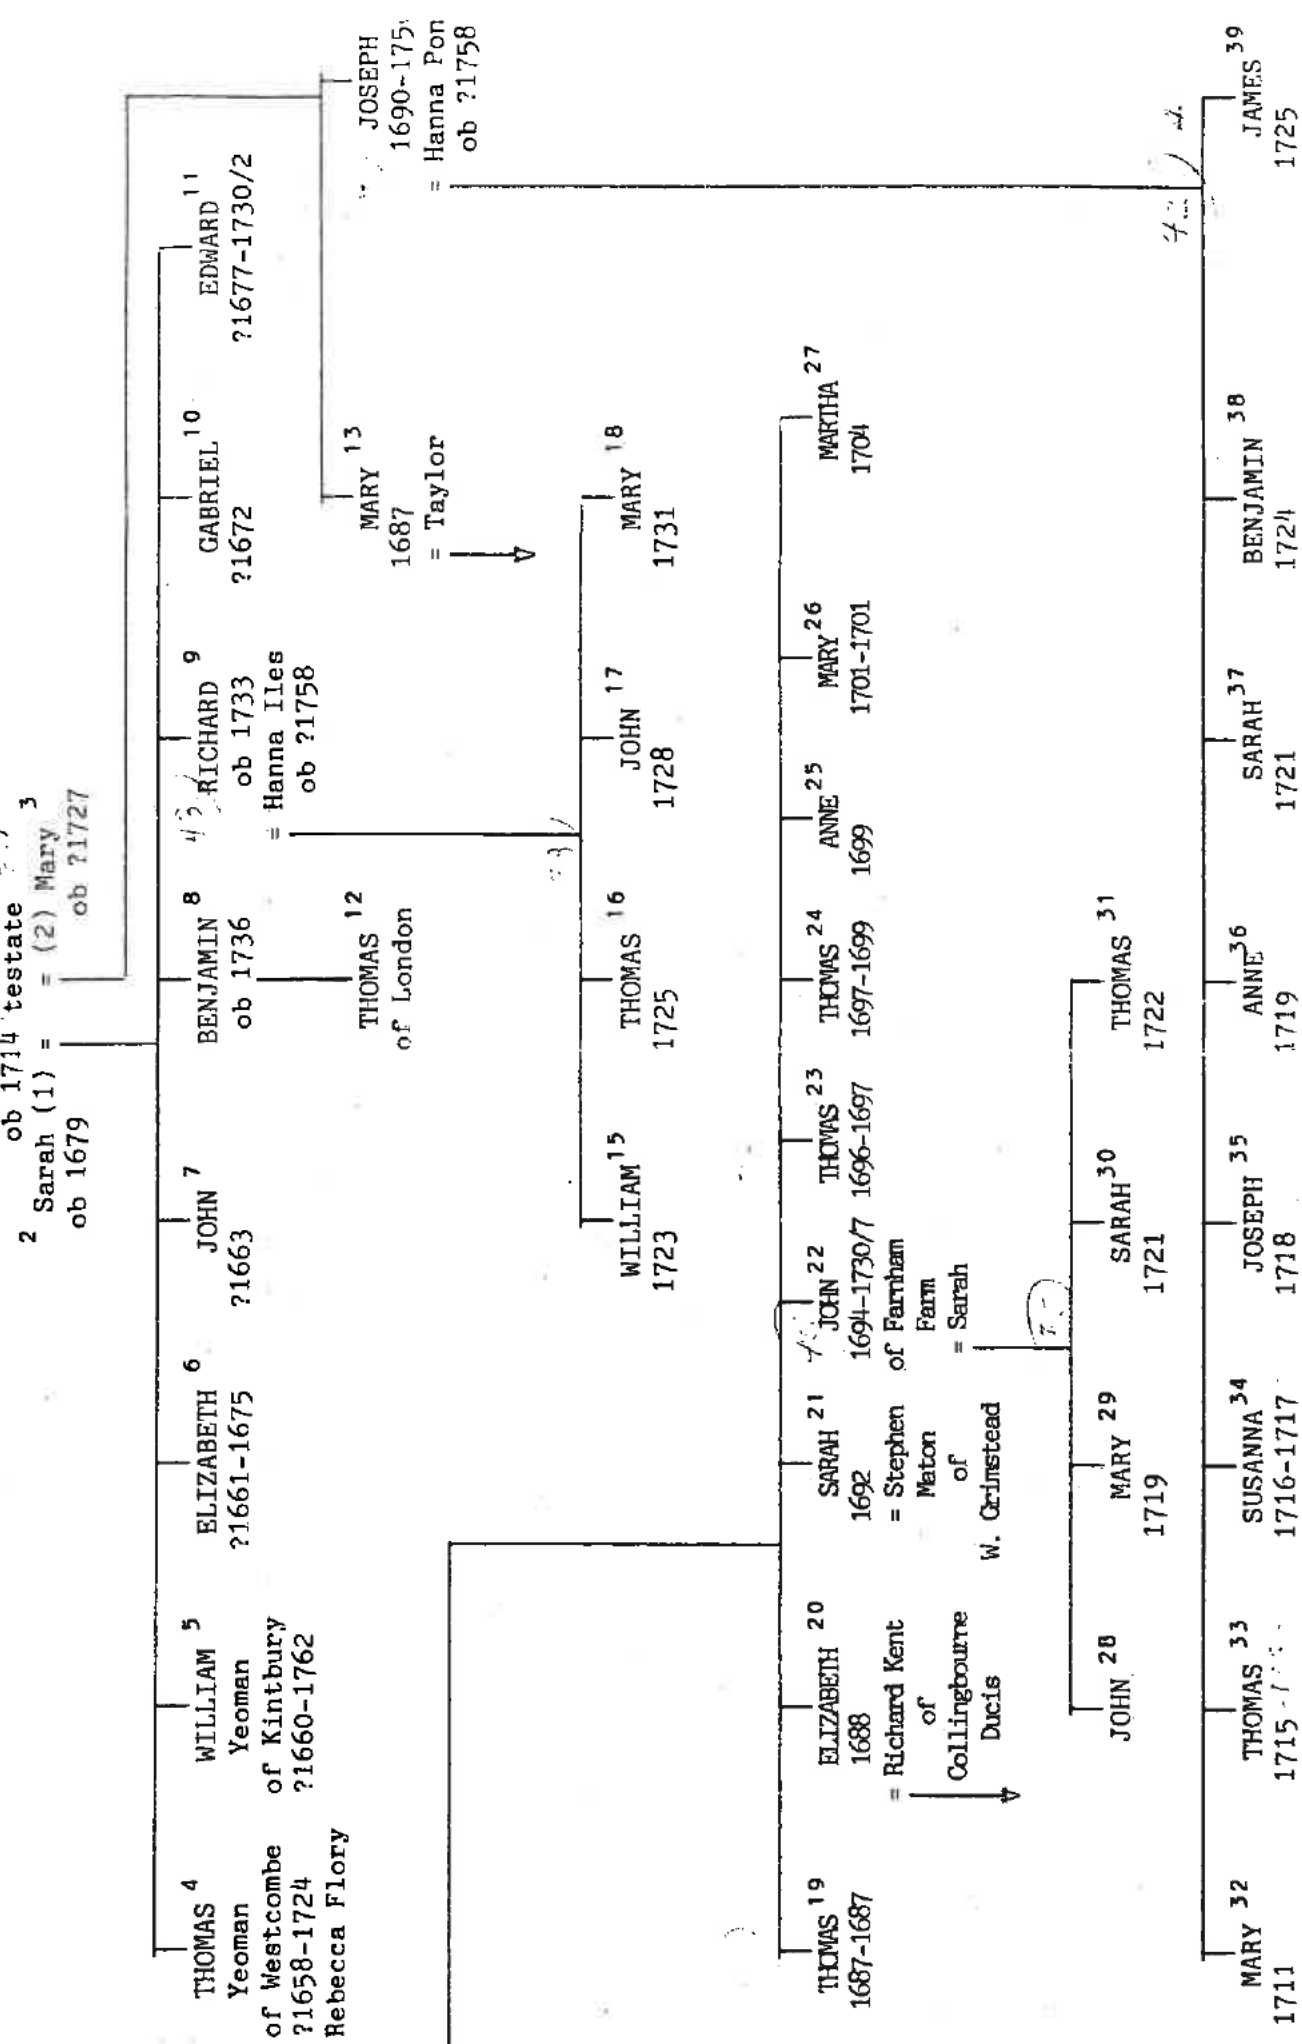 ob 1714 testate
2
Sarah (1) = = (2) Mary 3
ob 1679
ob ?1727
THOMAS 4
Yeoman
of Westcombe
?1658-1724
Rebecca Flory
WILLIAM 5
Yeoman
of Kintbury
?1660-1762
ELIZABETH 6
?1661-1675
JOHN 7
?1663
BENJAMIN 8
ob 1736
RICHARD 9
ob 1733
= Hanna Iles
ob ?1758
GABRIEL 10
?1672
EDWARD 11
?1677-1730/2
THOMAS 12
of London
MARY 13
1687
= Taylor
JOSEPH
1690-175
= Hanna Pon
ob ?1758
WILLIAM 15
1723
THOMAS 16
1725
JOHN 17
1728
MARY 18
1731
THOMAS 19
1687-1687
ELIZABETH 20
1688
= Richard Kent
of
Collingbourne
Ducis
SARAH 21
1692
= Stephen
Maton
of
W. Grimstead
JOHN 22
1694-1730/7
of Farnham
Farm
= Sarah
THOMAS 23
1696-1697
THOMAS 24
1697-1699
ANNE 25
1699
MARY 26
1701-1701
MARTHA 27
1704
JOHN 28
MARY 29
1719
SARAH 30
1721
THOMAS 31
1722
MARY 32
1711
THOMAS 33
1715
SUSANNA 34
1716-1717
JOSEPH 35
1718
ANNE 36
1719
SARAH 37
1721
BENJAMIN 38
1724
JAMES 39
1725